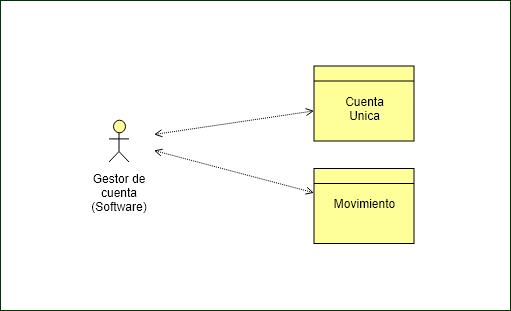 Cuenta
Unica
Gestor de
cuenta
(Software)
Movimiento